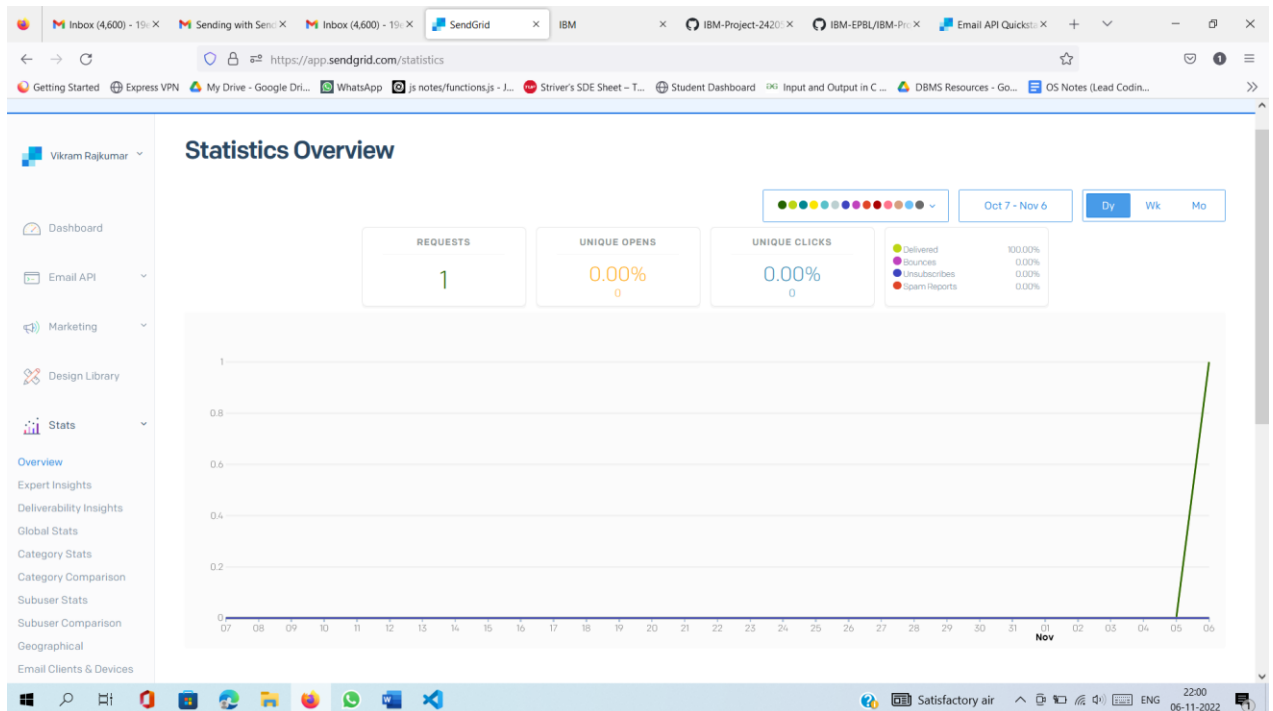 Inbox (4,600) - 19e
Sending with Send
Inbox (4,600) - 19e
SendGrid
IBM
IBM-Project-2420
IBM-EPBL/IBM-Pro
Email API Quicksta
https://app.sendgrid.com/statistics
1
Getting Started
Express VPN
My Drive - Google Dri...
WhatsApp
js notes/functions.js - J...
Striver's SDE Sheet – T...
Student Dashboard
Input and Output in C ...
DBMS Resources - Go...
OS Notes (Lead Codin...
Vikram Rajkumar
Statistics Overview
Oct 7 - Nov 6
Dy Wk Mo
Dashboard
Email API
Marketing
Design Library
Stats
Overview
Expert Insights
Deliverability Insights
Global Stats
Category Stats
Category Comparison
Subuser Stats
Subuser Comparison
Geographical
Email Clients & Devices
REQUESTS
1
UNIQUE OPENS
0.00%
0
UNIQUE CLICKS
0.00%
0
Delivered 100.00%
Bounces 0.00%
Unsubscribes 0.00%
Spam Reports 0.00%
1
0.8
0.6
0.4
0.2
0
07 08 09 10 11 12 13 14 15 16 17 18 19 20 21 22 23 24 25 26 27 28 29 30 31 01 02 03 04 05 06
Nov
Satisfactory air
ENG
22:00
06-11-2022
1